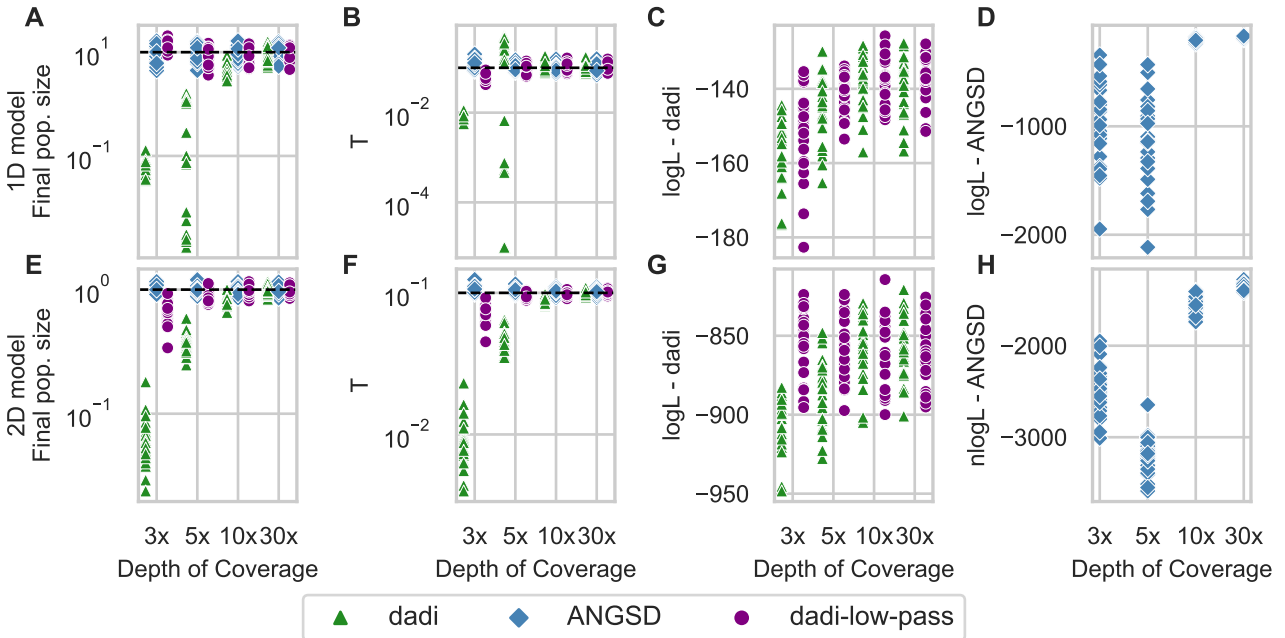 A
B
C
D
1D model
Final pop. size
10^1
10^−1
T
10^−2
10^−4
logL - dadi
−140
−160
−180
logL - ANGSD
−1000
−2000
E
F
G
H
2D model
Final pop. size
10^0
10^−1
T
10^−1
10^−2
logL - dadi
−850
−900
−950
nlogL - ANGSD
−2000
−3000
3x 5x 10x 30x
3x 5x 10x 30x
3x 5x 10x 30x
3x 5x 10x 30x
Depth of Coverage
Depth of Coverage
Depth of Coverage
Depth of Coverage
dadi ANGSD dadi-low-pass